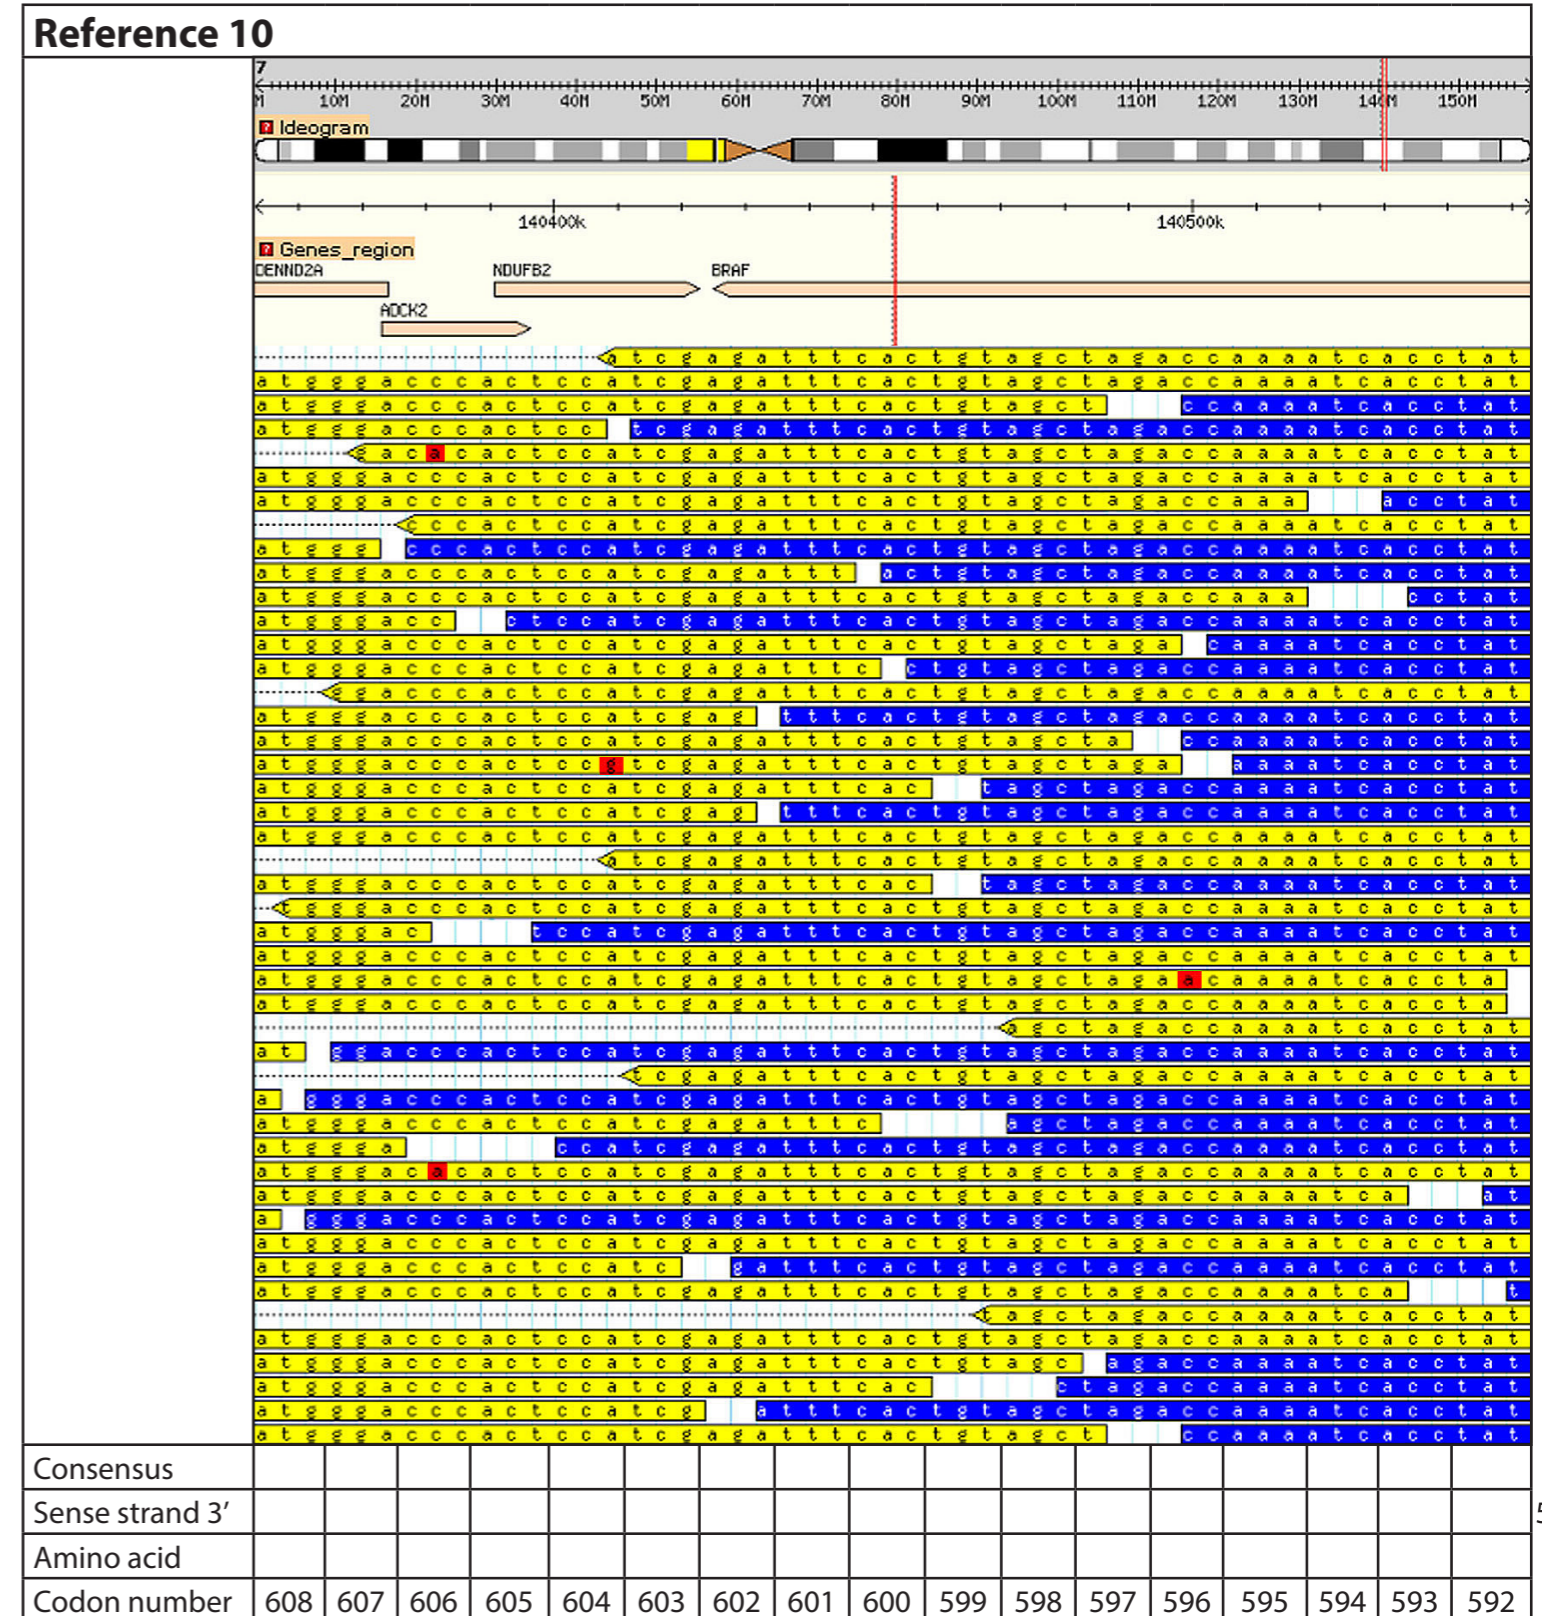 Reference 10
7
M 10M 20M 30M 40M 50M 60M 70M 80M 90M 100M 110M 120M 130M 140M 150M
Ideogram
140400k 140500k
Genes_region
DENND2A NDUFB2 BRAF
ADCK2
a t c g a g a t t t c a c t g t a g c t a g a c c a a a a t c a c c t a t
a t g g g a c c c a c t c c a t c g a g a t t t c a c t g t a g c t a g a c c a a a a t c a c c t a t
a t g g g a c c c a c t c c a t c g a g a t t t c a c t g t a g c t c c a a a a t c a c c t a t
a t g g g a c c c a c t c c t c g a g a t t t c a c t g t a g c t a g a c c a a a a t c a c c t a t
g a c a c a c t c c a t c g a g a t t t c a c t g t a g c t a g a c c a a a a t c a c c t a t
a t g g g a c c c a c t c c a t c g a g a t t t c a c t g t a g c t a g a c c a a a a t c a c c t a t
a t g g g a c c c a c t c c a t c g a g a t t t c a c t g t a g c t a g a c c a a a a c c t a t
c c c a c t c c a t c g a g a t t t c a c t g t a g c t a g a c c a a a a t c a c c t a t
a t g g g c c c a c t c c a t c g a g a t t t c a c t g t a g c t a g a c c a a a a t c a c c t a t
a t g g g a c c c a c t c c a t c g a g a t t t a c t g t a g c t a g a c c a a a a t c a c c t a t
a t g g g a c c c a c t c c a t c g a g a t t t c a c t g t a g c t a g a c c a a a c c t a t
a t g g g a c c c t c c a t c g a g a t t t c a c t g t a g c t a g a c c a a a a t c a c c t a t
a t g g g a c c c a c t c c a t c g a g a t t t c a c t g t a g c t a g a c a a a a t c a c c t a t
a t g g g a c c c a c t c c a t c g a g a t t t c c t g t a g c t a g a c c a a a a t c a c c t a t
g g a c c c a c t c c a t c g a g a t t t c a c t g t a g c t a g a c c a a a a t c a c c t a t
a t g g g a c c c a c t c c a t c g a g t t t c a c t g t a g c t a g a c c a a a a t c a c c t a t
a t g g g a c c c a c t c c a t c g a g a t t t c a c t g t a g c t a c c a a a a t c a c c t a t
a t g g g a c c c a c t c c g t c g a g a t t t c a c t g t a g c t a g a a a a a t c a c c t a t
a t g g g a c c c a c t c c a t c g a g a t t t c a c t a g c t a g a c c a a a a t c a c c t a t
a t g g g a c c c a c t c c a t c g a g t t t c a c t g t a g c t a g a c c a a a a t c a c c t a t
a t g g g a c c c a c t c c a t c g a g a t t t c a c t g t a g c t a g a c c a a a a t c a c c t a t
a t c g a g a t t t c a c t g t a g c t a g a c c a a a a t c a c c t a t
a t g g g a c c c a c t c c a t c g a g a t t t c a c t a g c t a g a c c a a a a t c a c c t a t
t g g g a c c c a c t c c a t c g a g a t t t c a c t g t a g c t a g a c c a a a a t c a c c t a t
a t g g g a c t c c a t c g a g a t t t c a c t g t a g c t a g a c c a a a a t c a c c t a t
a t g g g a c c c a c t c c a t c g a g a t t t c a c t g t a g c t a g a c c a a a a t c a c c t a t
a t g g g a c c c a c t c c a t c g a g a t t t c a c t g t a g c t a g a a c a a a a t c a c c t a
a t g g g a c c c a c t c c a t c g a g a t t t c a c t g t a g c t a g a c c a a a a t c a c c t a
a g c t a g a c c a a a a t c a c c t a t
a t g g a c c c a c t c c a t c g a g a t t t c a c t g t a g c t a g a c c a a a a t c a c c t a t
t c g a g a t t t c a c t g t a g c t a g a c c a a a a t c a c c t a t
a g g g a c c c a c t c c a t c g a g a t t t c a c t g t a g c t a g a c c a a a a t c a c c t a t
a t g g g a c c c a c t c c a t c g a g a t t t c a g c t a g a c c a a a a t c a c c t a t
a t g g g a c c a t c g a g a t t t c a c t g t a g c t a g a c c a a a a t c a c c t a t
a t g g g a c a c a c t c c a t c g a g a t t t c a c t g t a g c t a g a c c a a a a t c a c c t a t
a t g g g a c c c a c t c c a t c g a g a t t t c a c t g t a g c t a g a c c a a a a t c a a t
a g g g a c c c a c t c c a t c g a g a t t t c a c t g t a g c t a g a c c a a a a t c a c c t a t
a t g g g a c c c a c t c c a t c g a g a t t t c a c t g t a g c t a g a c c a a a a t c a c c t a t
a t g g g a c c c a c t c c a t c g a t t t c a c t g t a g c t a g a c c a a a a t c a c c t a t
a t g g g a c c c a c t c c a t c g a g a t t t c a c t g t a g c t a g a c c a a a a t c a t
t a g c t a g a c c a a a a t c a c c t a t
a t g g g a c c c a c t c c a t c g a g a t t t c a c t g t a g c t a g a c c a a a a t c a c c t a t
a t g g g a c c c a c t c c a t c g a g a t t t c a c t g t a g c a g a c c a a a a t c a c c t a t
a t g g g a c c c a c t c c a t c g a g a t t t c a c c t a g a c c a a a a t c a c c t a t
a t g g g a c c c a c t c c a t c g a t t t c a c t g t a g c t a g a c c a a a a t c a c c t a t
a t g g g a c c c a c t c c a t c g a g a t t t c a c t g t a g c t c c a a a a t c a c c t a t
Consensus
Sense strand 3′
Amino acid
Codon number 608 607 606 605 604 603 602 601 600 599 598 597 596 595 594 593 592